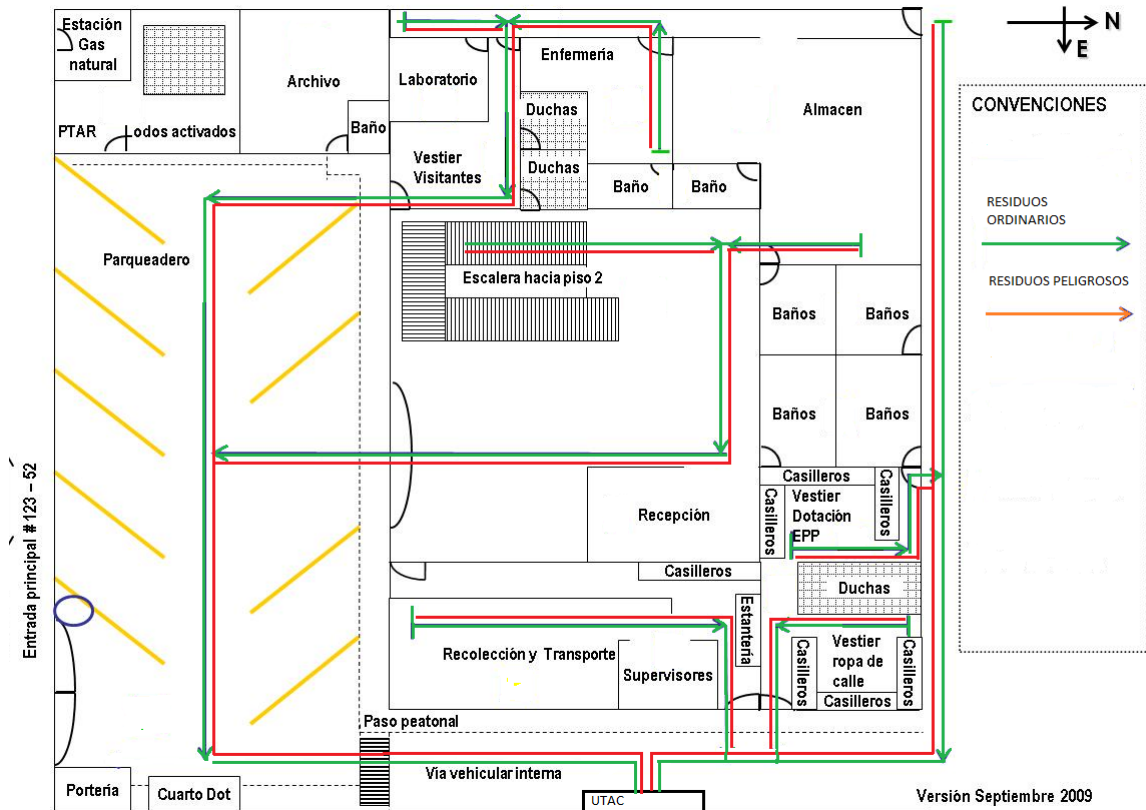 Estación
Gas
natural
PTAR
odos activados
Archivo
Baño
Laboratorio
Vestier
Visitantes
Enfermería
Duchas
Duchas
Baño
Baño
Almacen
N
E
CONVENCIONES
RESIDUOS
ORDINARIOS
RESIDUOS PELIGROSOS
Parqueadero
Escalera hacia piso 2
Baños
Baños
Baños
Baños
Entrada principal # 123 – 52
Recepción
Casilleros
Casilleros
Vestier
Dotación
EPP
Casilleros
Casilleros
Duchas
Estantería
Recolección y Transporte
Supervisores
Casilleros
Vestier
ropa de
calle
Casilleros
Casilleros
Paso peatonal
Vía vehicular interna
Portería
Cuarto Dot
UTAC
Versión Septiembre 2009